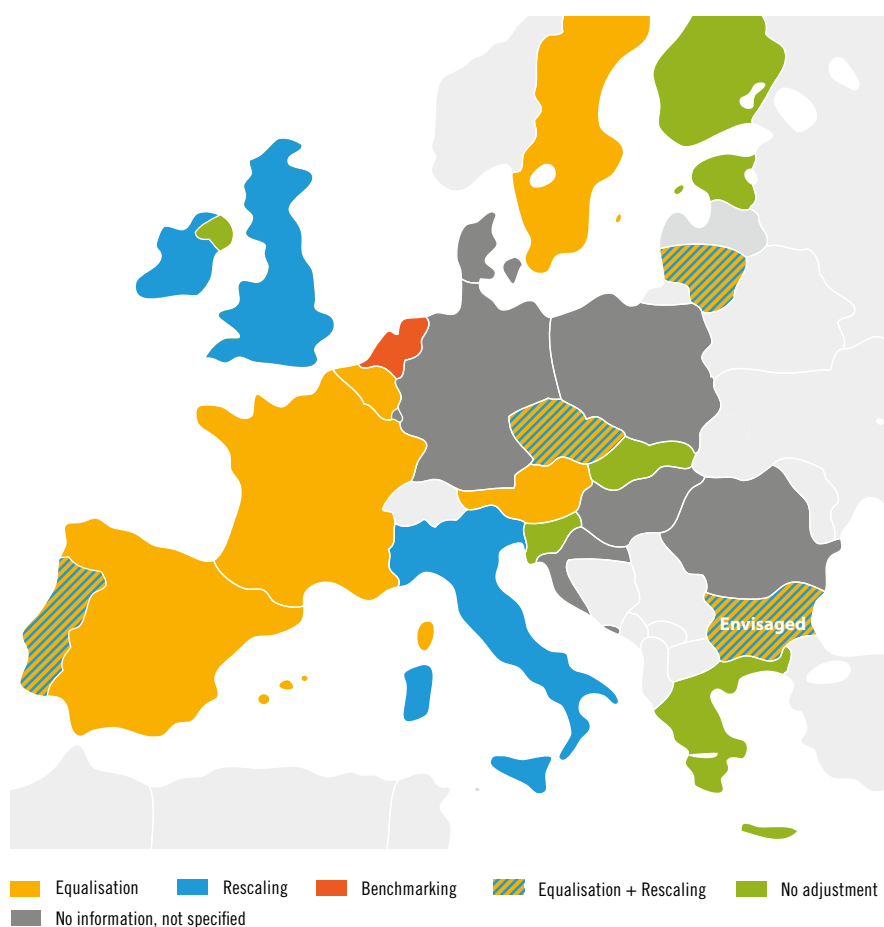 Envisaged
Equalisation
Rescaling
Benchmarking
Equalisation + Rescaling
No adjustment
No information, not specified